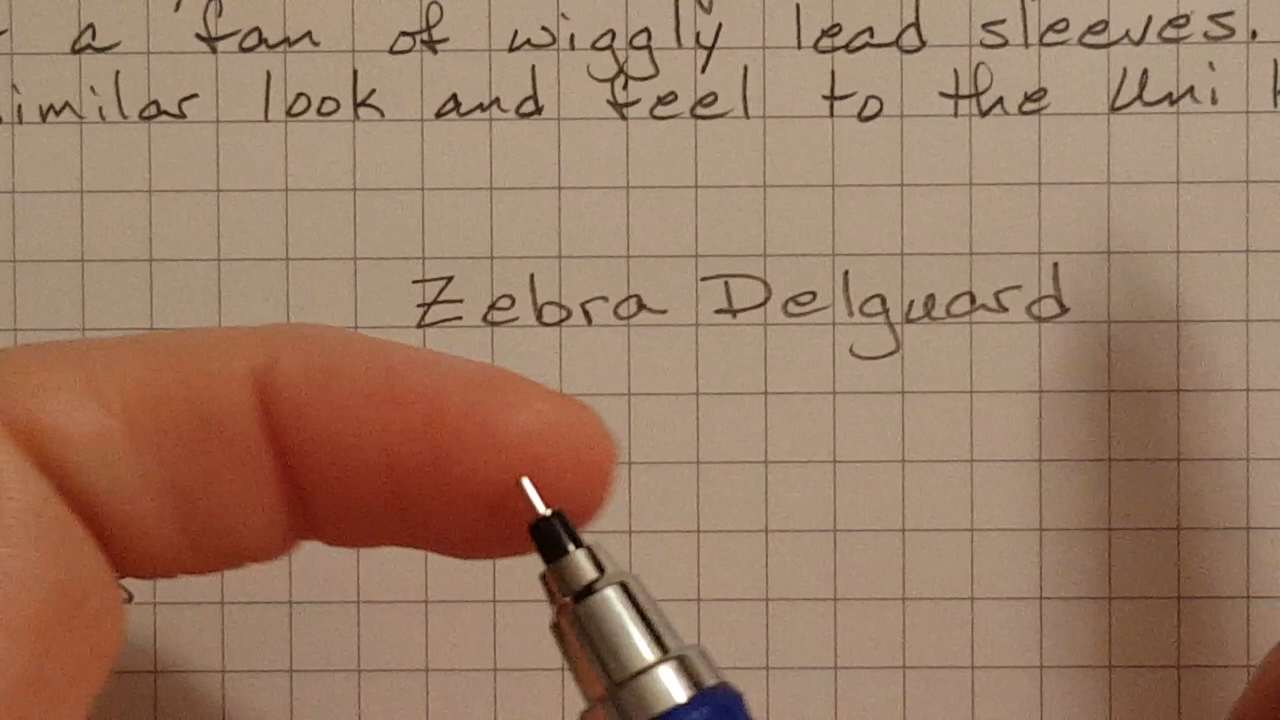 a fan of wiggly lead sleeves.
imilar look and feel to the Uni
Zebra Delguard